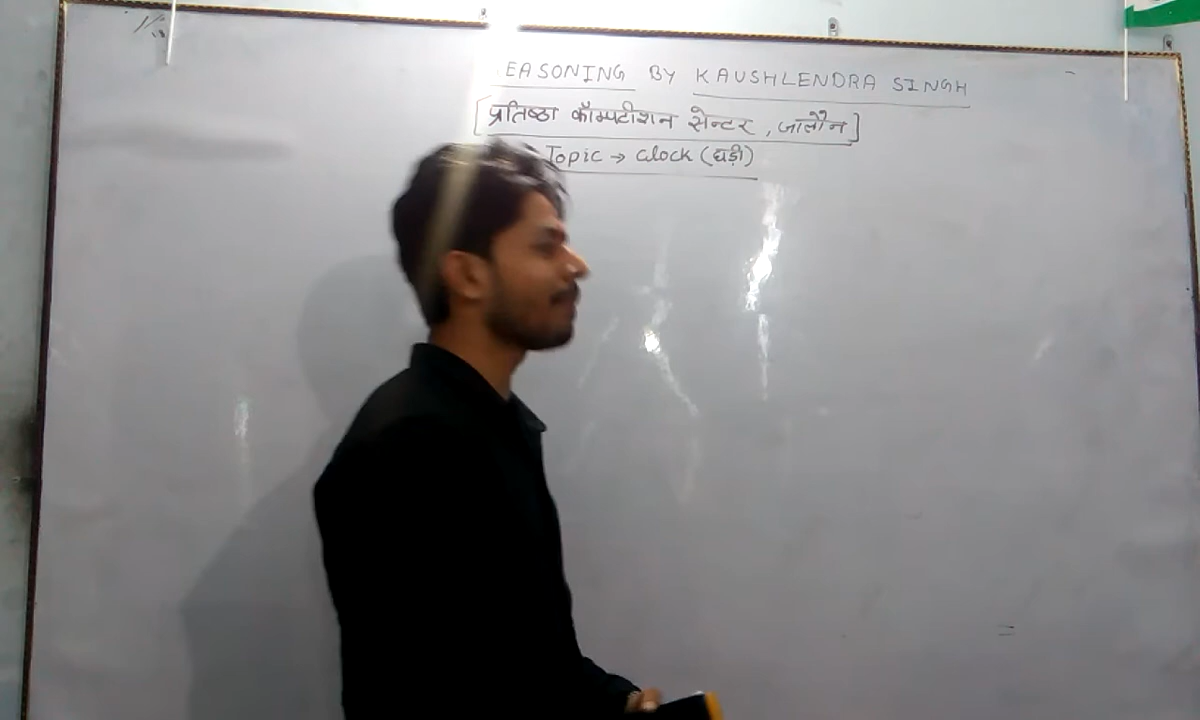 EASONING BY KAUSHLENDRA SINGH
[प्रतिष्ठा कॉम्पटीशन सेन्टर, जालौन]
Topic → Clock (घड़ी)